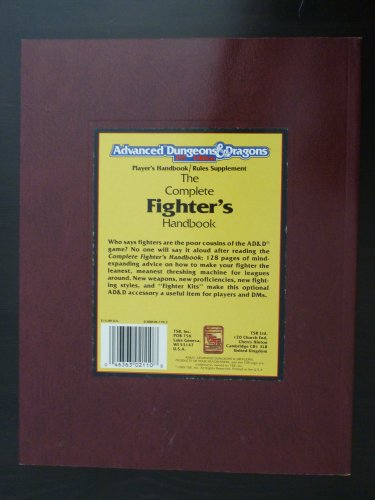 Advanced Dungeons & Dragons
Player's Handbook/Rules Supplement
The
Complete
Fighter's
Handbook
Who says fighters are the poor cousins of the AD&D®
game? No one will say it aloud after reading the
Complete Fighter's Handbook: 128 pages of mind-
expanding advice on how to make your fighter the
leanest, meanest threshing machine for leagues
around. New weapons, new proficiencies, new fight-
ing styles, and "Fighter Kits" make this optional
AD&D accessory a useful item for players and DMs.
TSR, Inc.
POB 756
Lake Geneva,
WI 53147
U.S.A.
TSR Ltd.
120 Church End,
Cherry Hinton
Cambridge CB1 3LB
United Kingdom
0 46363 02110 8